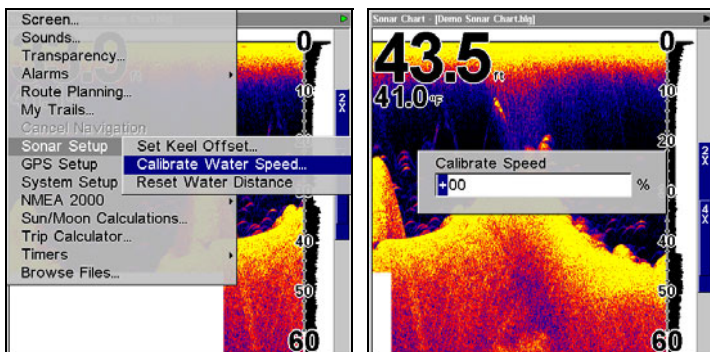 Screen...
Sounds...
Transparency...
Alarms
Route Planning...
My Trails...
Cancel Navigation
Sonar Setup
GPS Setup
System Setup
NMEA 2000
Sun/Moon Calculations...
Trip Calculator...
Timers
Browse Files...
Set Keel Offset...
Calibrate Water Speed...
Reset Water Distance
0
10
20
40
50
60
2X
Sonar Chart - [Demo Sonar Chart.blg]
43.5 ft
41.0 °F
Calibrate Speed
+00 %
0
10
20
40
50
60
2X
4X